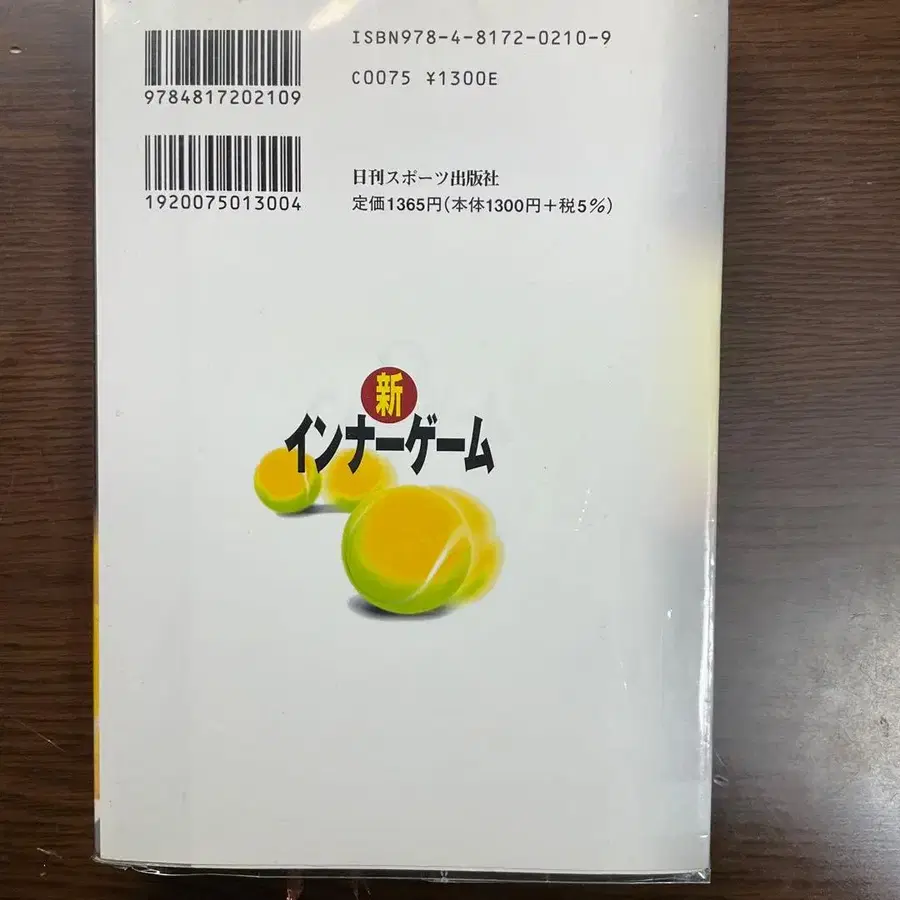 ISBN978-4-8172-0210-9
9784817202109
C0075 ¥1300E
1920075013004
日刊スポーツ出版社
定価1365円(本体1300円+税5%)
新
インナーゲーム